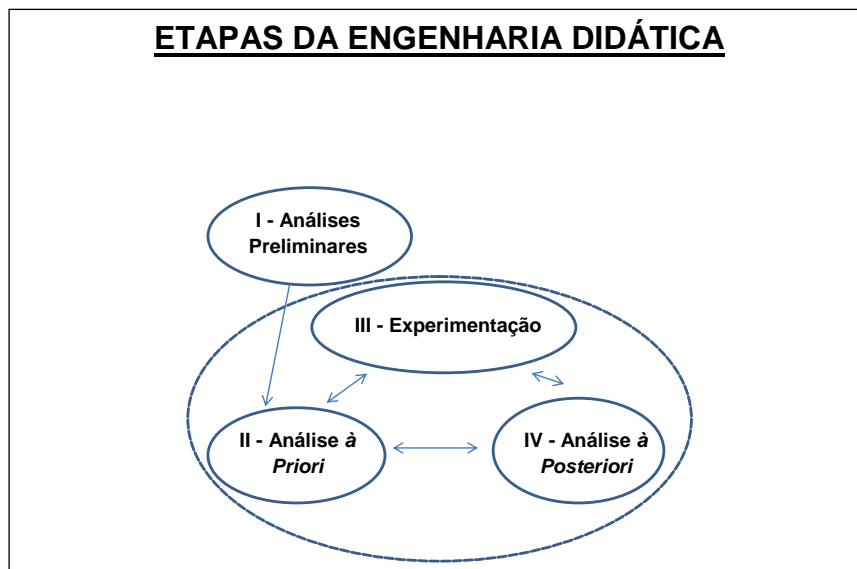 ETAPAS DA ENGENHARIA DIDÁTICA
I - Análises
Preliminares
III - Experimentação
II - Análise à
Priori
IV - Análise à
Posteriori